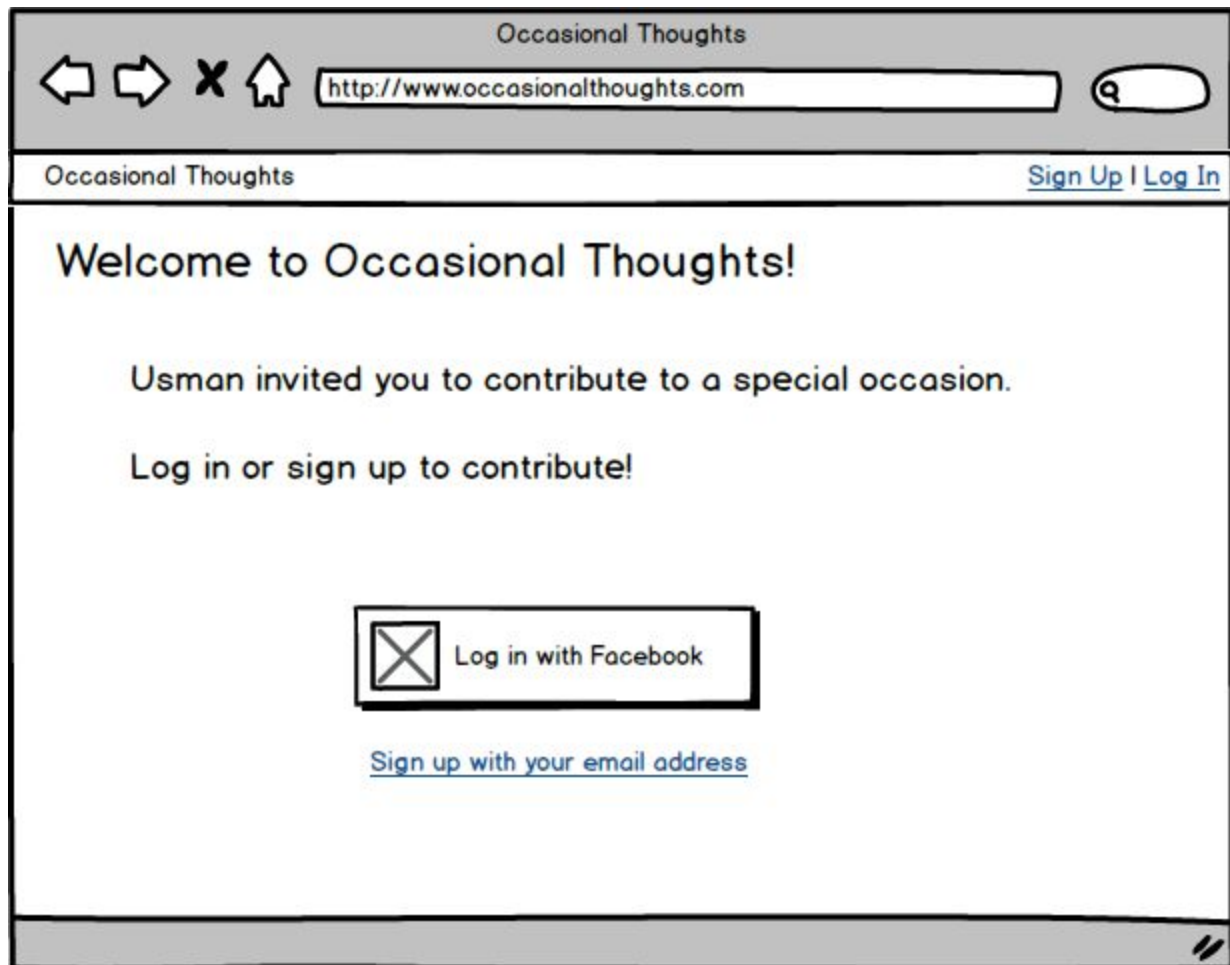 Occasional Thoughts
http://www.occasionalthoughts.com
Occasional Thoughts
Sign Up | Log In
Welcome to Occasional Thoughts!
Usman invited you to contribute to a special occasion.
Log in or sign up to contribute!
Log in with Facebook
Sign up with your email address